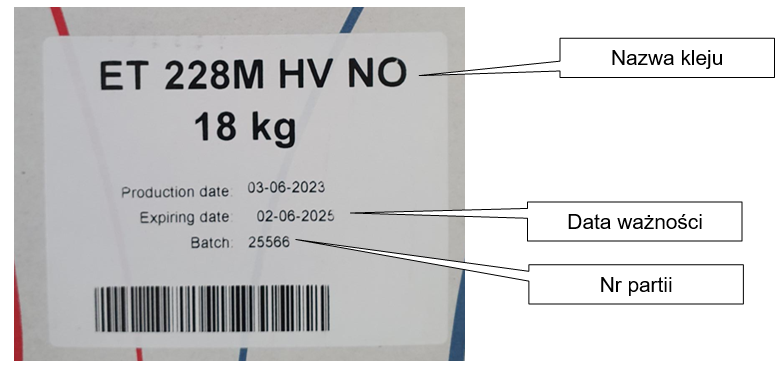 ET 228M HV NO
18 kg
Production date: 03-06-2023
Expiring date: 02-06-2025
Batch: 25566
Nazwa kleju
Data ważności
Nr partii